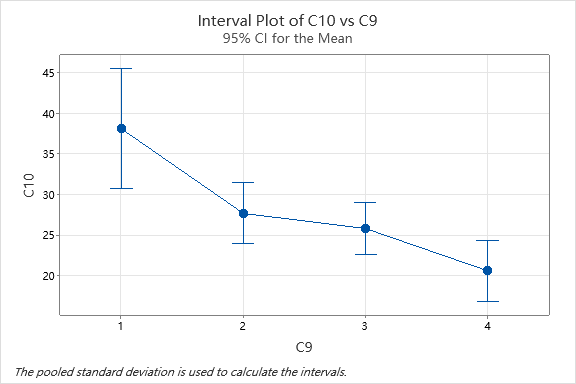 Interval Plot of C10 vs C9
95% CI for the Mean
45
40
35
30
25
20
C10
1 2 3 4
C9
The pooled standard deviation is used to calculate the intervals.